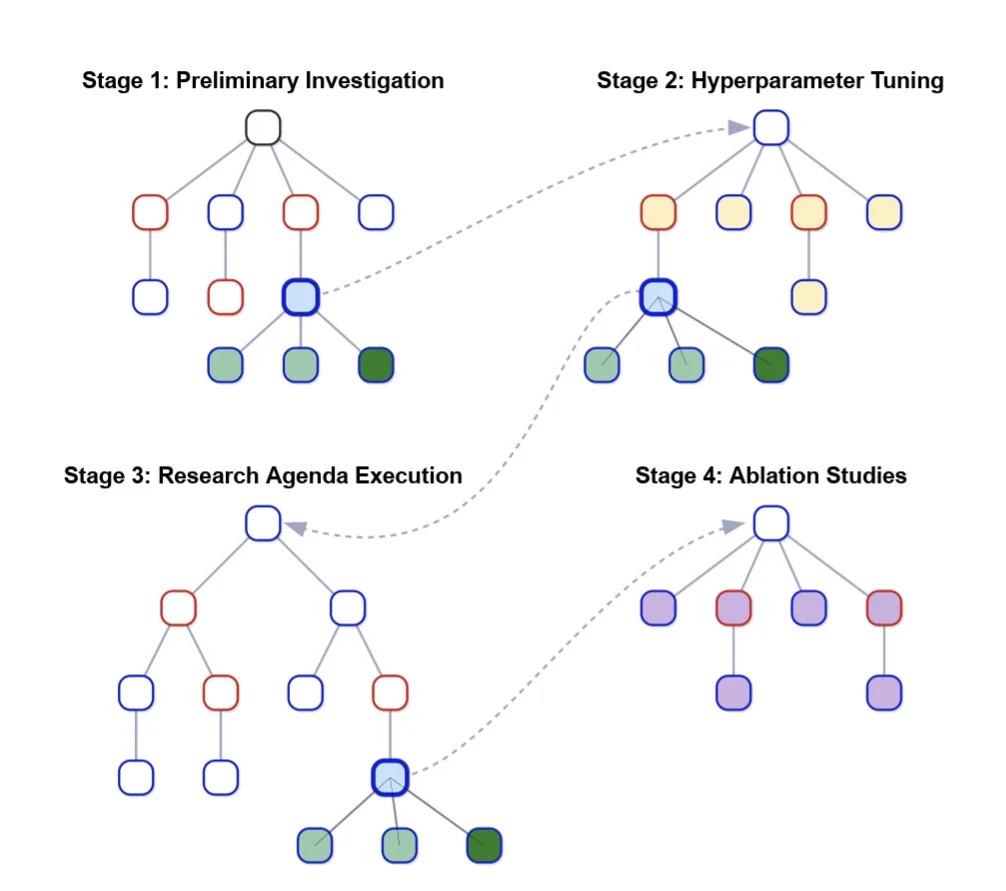 Stage 1: Preliminary Investigation
Stage 2: Hyperparameter Tuning
Stage 3: Research Agenda Execution
Stage 4: Ablation Studies